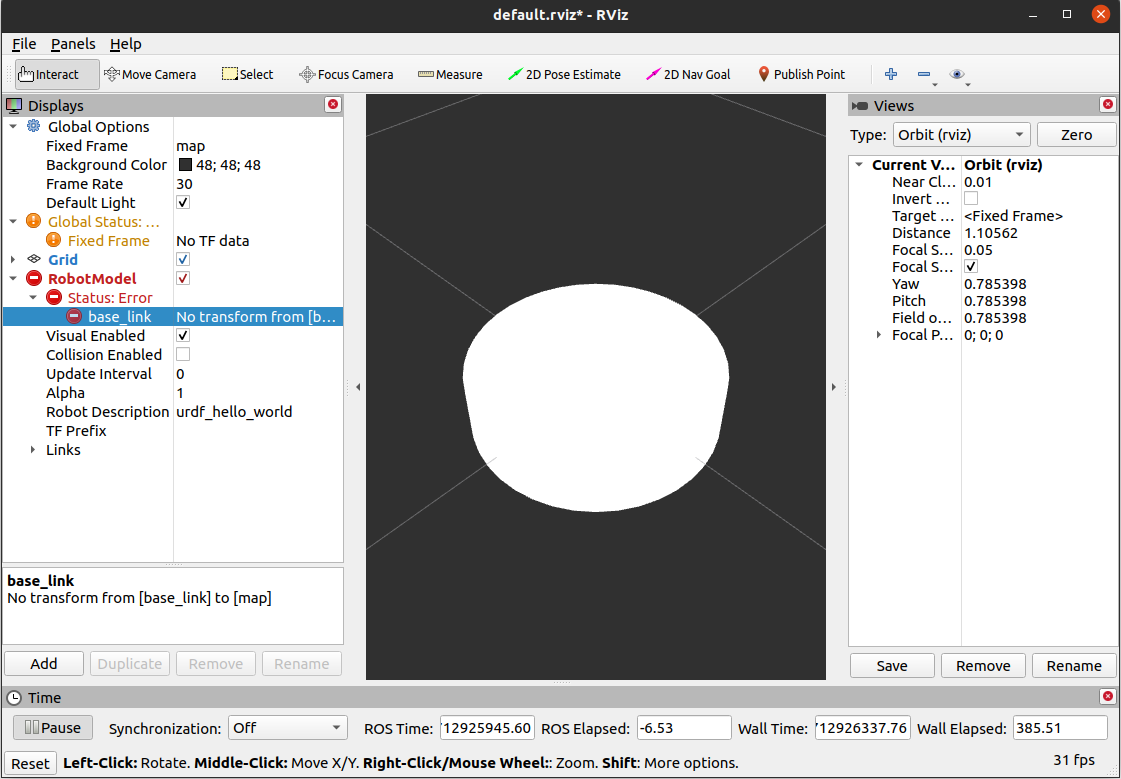 default.rviz* - RViz
File Panels Help
Interact Move Camera Select Focus Camera Measure 2D Pose Estimate 2D Nav Goal Publish Point
Displays
Global Options
Fixed Frame map
Background Color 48; 48; 48
Frame Rate 30
Default Light
Global Status: ...
Fixed Frame No TF data
Grid
RobotModel
Status: Error
base_link No transform from [b...
Visual Enabled
Collision Enabled
Update Interval 0
Alpha 1
Robot Description urdf_hello_world
TF Prefix
Links
base_link
No transform from [base_link] to [map]
Add Duplicate Remove Rename
Views
Type: Orbit (rviz) Zero
Current V... Orbit (rviz)
Near Cl... 0.01
Invert ...
Target ... <Fixed Frame>
Distance 1.10562
Focal S... 0.05
Focal S...
Yaw 0.785398
Pitch 0.785398
Field o... 0.785398
Focal P... 0; 0; 0
Save Remove Rename
Time
Pause Synchronization: Off ROS Time: 12925945.60 ROS Elapsed: -6.53 Wall Time: 12926337.76 Wall Elapsed: 385.51
Reset Left-Click: Rotate. Middle-Click: Move X/Y. Right-Click/Mouse Wheel:: Zoom. Shift: More options. 31 fps